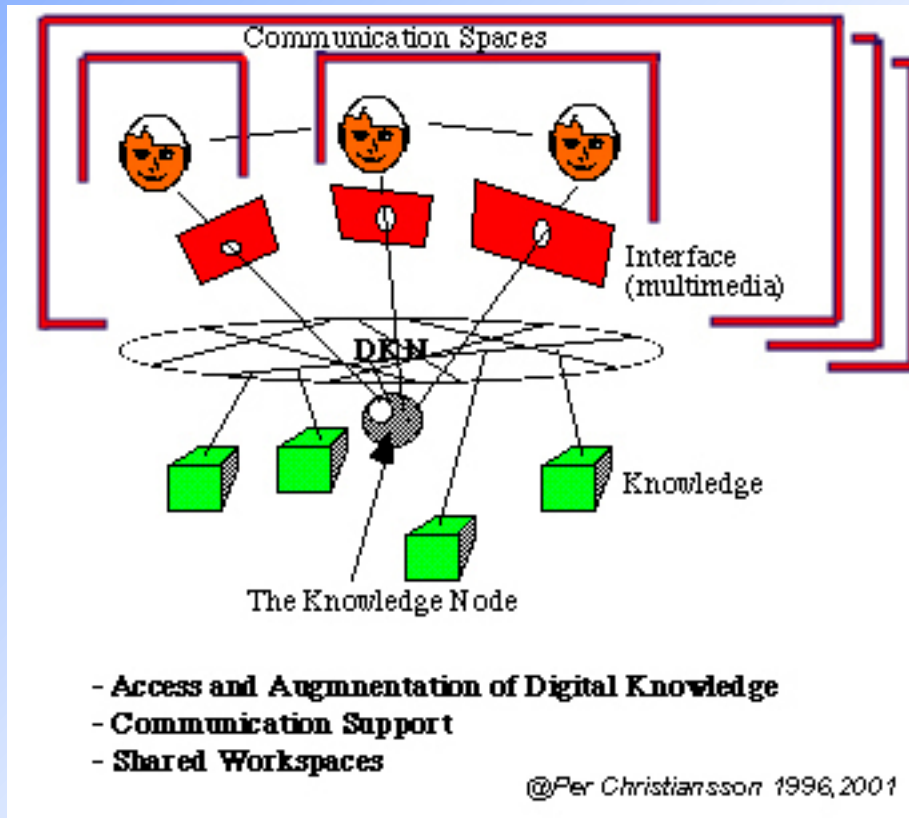 Communication Spaces
Interface
(multimedia)
DKN
Knowledge
The Knowledge Node
- Access and Augmnentation of Digital Knowledge
- Communication Support
- Shared Workspaces
@Per Christiansson 1996,2001